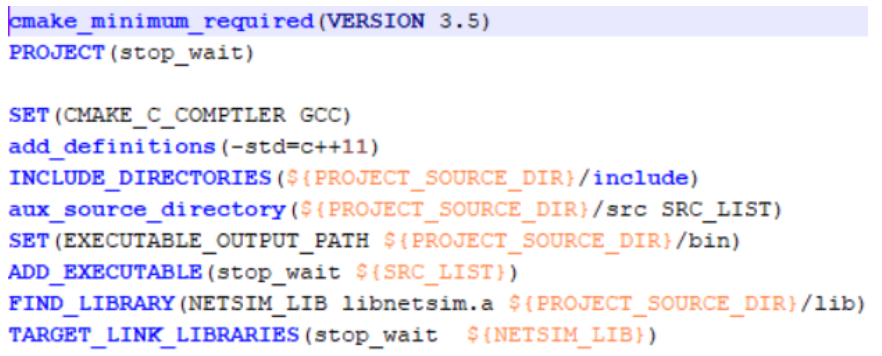 cmake_minimum_required(VERSION 3.5)
PROJECT(stop_wait)
SET(CMAKE_C_COMPTLER GCC)
add_definitions(-std=c++11)
INCLUDE_DIRECTORIES(${PROJECT_SOURCE_DIR}/include)
aux_source_directory(${PROJECT_SOURCE_DIR}/src SRC_LIST)
SET(EXECUTABLE_OUTPUT_PATH ${PROJECT_SOURCE_DIR}/bin)
ADD_EXECUTABLE(stop_wait ${SRC_LIST})
FIND_LIBRARY(NETSIM_LIB libnetsim.a ${PROJECT_SOURCE_DIR}/lib)
TARGET_LINK_LIBRARIES(stop_wait  ${NETSIM_LIB})